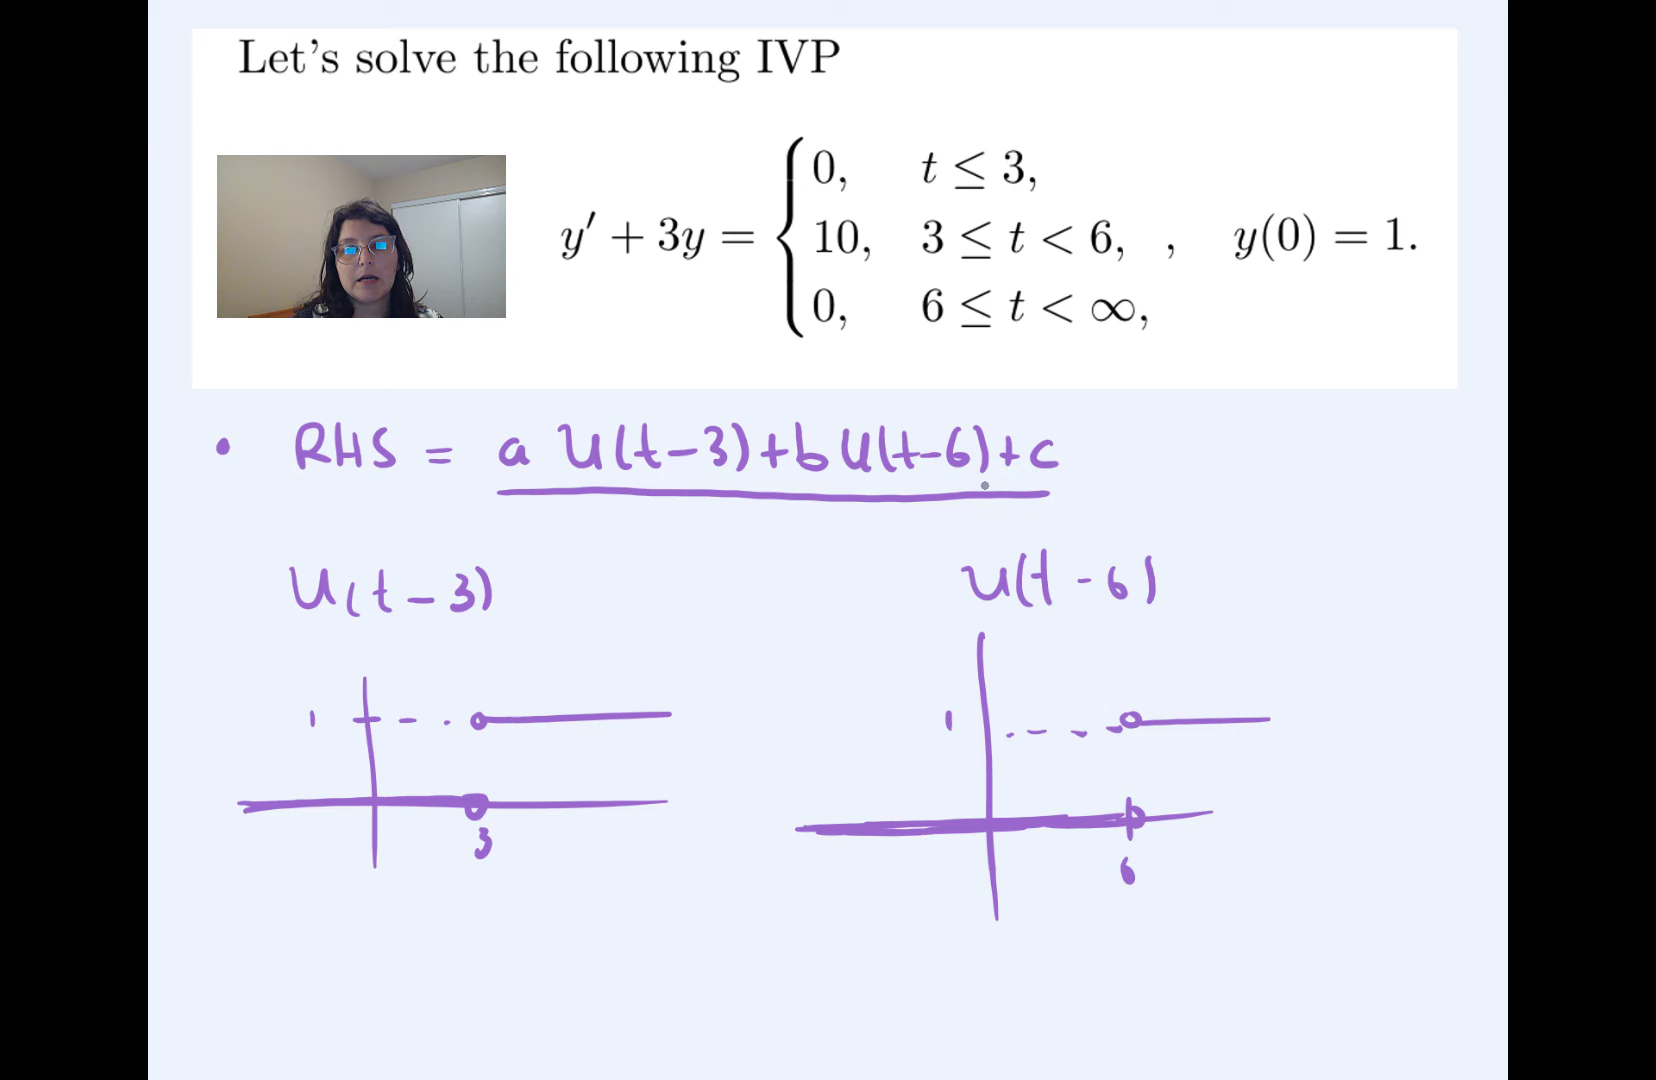 Let's solve the following IVP
0, t ≤ 3,
y′ + 3y = { 10, 3 ≤ t < 6, , y(0) = 1.
0, 6 ≤ t < ∞,
• RHS = a U(t-3)+bU(t-6)+c
U(t-3) U(t-6)
1 1
3 6